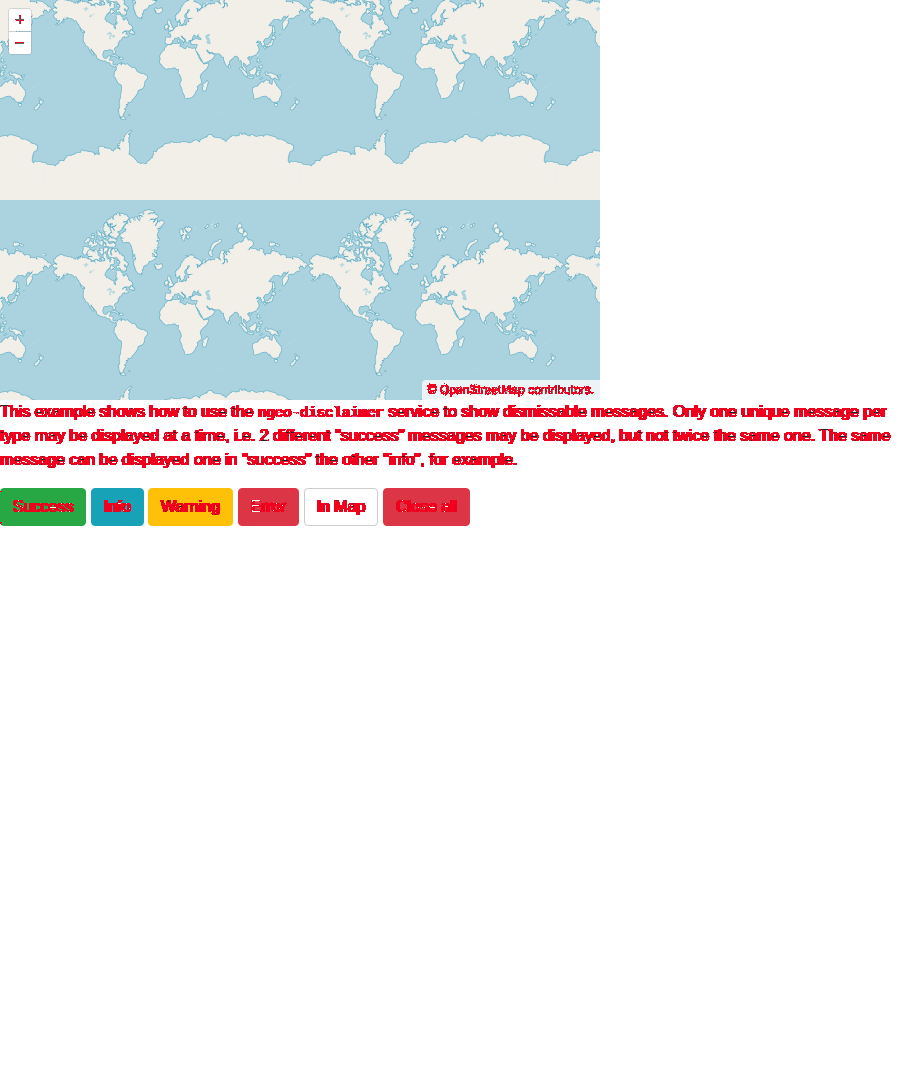 +
−
© OpenStreetMap contributors.
This example shows how to use the ngeo-disclaimer service to show dismissable messages. Only one unique message per
type may be displayed at a time, i.e. 2 different "success" messages may be displayed, but not twice the same one. The same
message can be displayed one in "success" the other "info", for example.
Success Info Warning Error In Map Close all